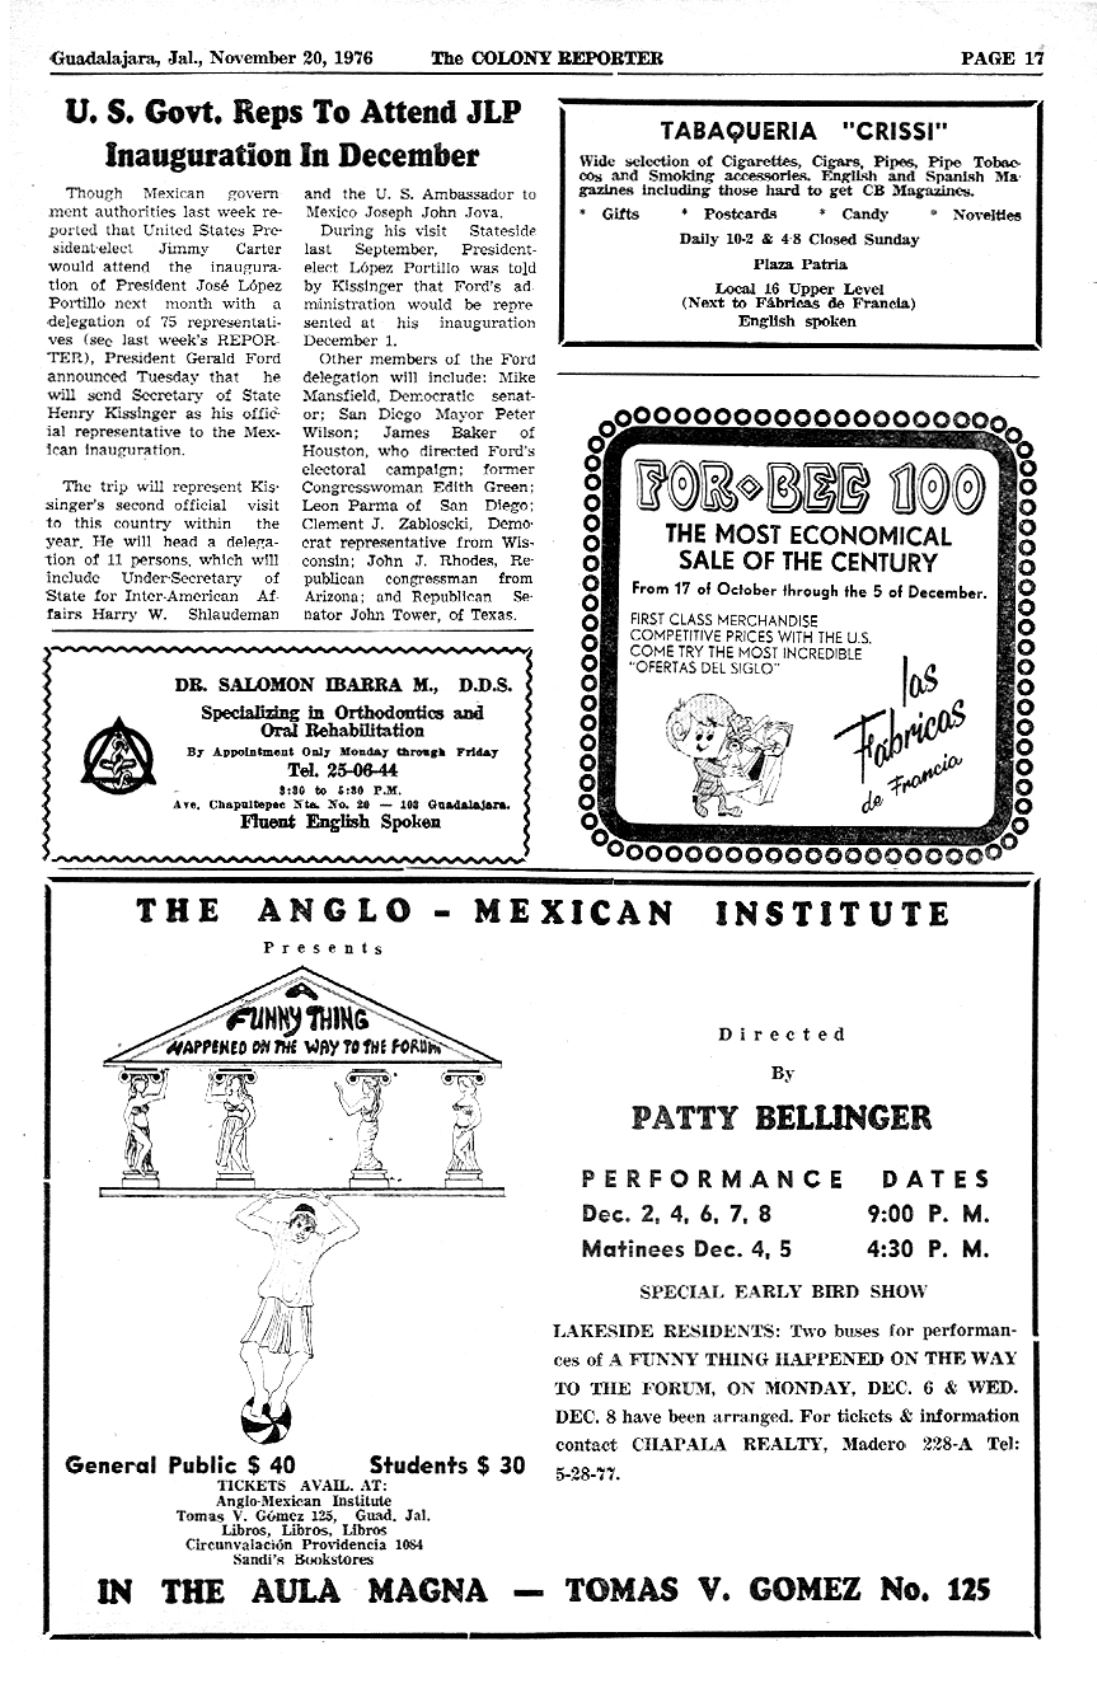 Guadalajara, Jal., November 20, 1976 The COLONY REPORTER PAGE 17
U. S. Govt. Reps To Attend JLP
Inauguration In December
Though Mexican govern
ment authorities last week re-
ported that United States Pre-
sident-elect Jimmy Carter
would attend the inaugura-
tion of President José López
Portillo next month with a
delegation of 75 representati-
ves (see last week's REPOR-
TER), President Gerald Ford
announced Tuesday that he
will send Secretary of State
Henry Kissinger as his offic-
ial representative to the Mex-
ican inauguration.
The trip will represent Kis-
singer's second official visit
to this country within the
year. He will head a delega-
tion of 11 persons, which will
include Under-Secretary of
State for Inter-American Af-
fairs Harry W. Shlaudeman
and the U. S. Ambassador to
Mexico Joseph John Jova.
During his visit Stateside
last September, President-
elect López Portillo was told
by Kissinger that Ford's ad-
ministration would be repre
sented at his inauguration
December 1.
Other members of the Ford
delegation will include: Mike
Mansfield, Democratic senat-
or; San Diego Mayor Peter
Wilson; James Baker of
Houston, who directed Ford's
electoral campaign; former
Congresswoman Edith Green;
Leon Parma of San Diego;
Clement J. Zabloscki, Demo-
crat representative from Wis-
consin; John J. Rhodes, Re-
publican congressman from
Arizona; and Republican Se-
nator John Tower, of Texas.
TABAQUERIA "CRISSI"
Wide selection of Cigarettes, Cigars, Pipes, Pipe Tobac-
cos and Smoking accessories. English and Spanish Ma-
gazines including those hard to get CB Magazines.
* Gifts * Postcards * Candy * Novelties
Daily 10-2 & 4-8 Closed Sunday
Plaza Patria
Local 16 Upper Level
(Next to Fábricas de Francia)
English spoken
FOR-BEC 100
THE MOST ECONOMICAL
SALE OF THE CENTURY
From 17 of October through the 5 of December.
FIRST CLASS MERCHANDISE
COMPETITIVE PRICES WITH THE U.S.
COME TRY THE MOST INCREDIBLE
"OFERTAS DEL SIGLO"
las
Fábricas
de Francia
DR. SALOMON IBARRA M., D.D.S.
Specializing in Orthodontics and
Oral Rehabilitation
By Appointment Only Monday through Friday
Tel. 25-06-44
3:30 to 5:30 P.M.
Ave. Chapultepec Nte. No. 20 — 103 Guadalajara.
Fluent English Spoken
THE ANGLO - MEXICAN INSTITUTE
Presents
A
FUNNY THING
HAPPENED ON THE WAY TO THE FORUM
Directed
By
PATTY BELLINGER
PERFORMANCE DATES
Dec. 2, 4, 6, 7, 8 9:00 P. M.
Matinees Dec. 4, 5 4:30 P. M.
SPECIAL EARLY BIRD SHOW
LAKESIDE RESIDENTS: Two buses for performan-
ces of A FUNNY THING HAPPENED ON THE WAY
TO THE FORUM, ON MONDAY, DEC. 6 & WED.
DEC. 8 have been arranged. For tickets & information
contact CHAPALA REALTY, Madero 228-A Tel:
5-28-77.
General Public $ 40 Students $ 30
TICKETS AVAIL. AT:
Anglo-Mexican Institute
Tomas V. Gómez 125, Guad. Jal.
Libros, Libros, Libros
Circunvalación Providencia 1084
Sandi's Bookstores
IN THE AULA MAGNA — TOMAS V. GOMEZ No. 125